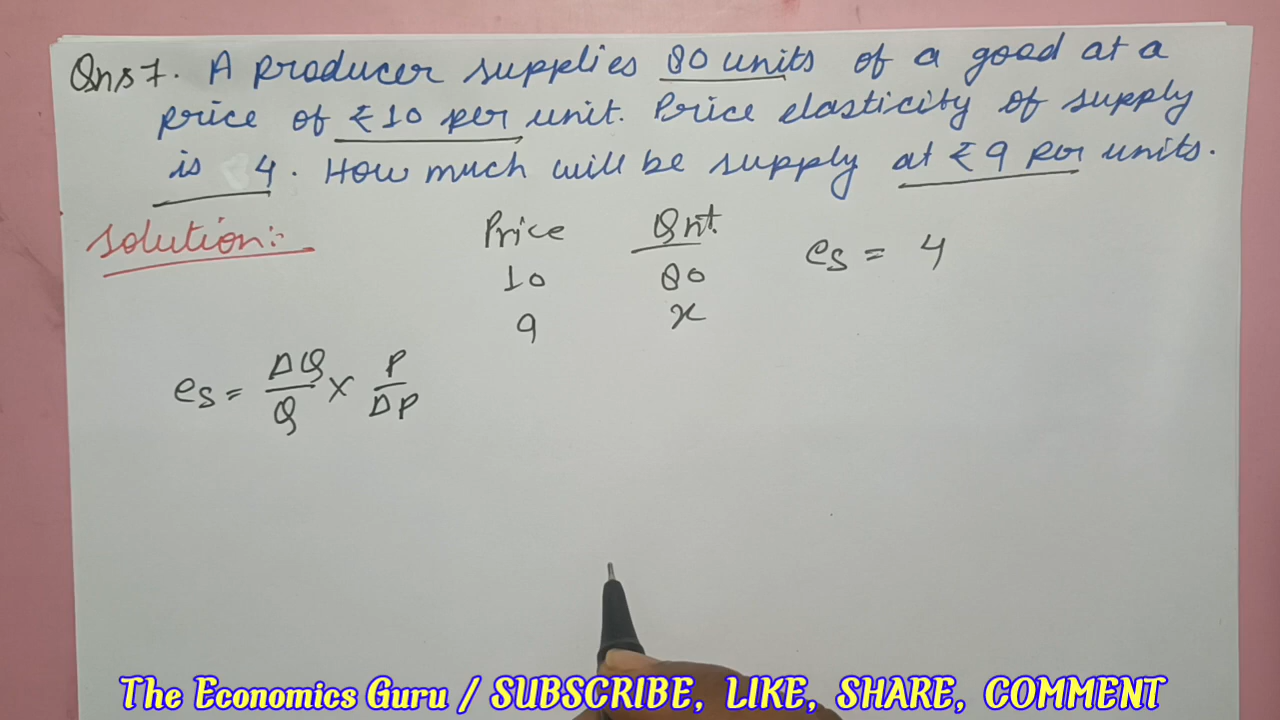 Qns 7. A producer supplies 80 units of a good at a
price of ₹10 per unit. Price elasticity of supply
is 4. How much will be supply at ₹9 per units.
Solution:-
Price Qnt. es = 4
10 80
9 x
es = ΔQ/Q × P/ΔP
The Economics Guru / SUBSCRIBE, LIKE, SHARE, COMMENT